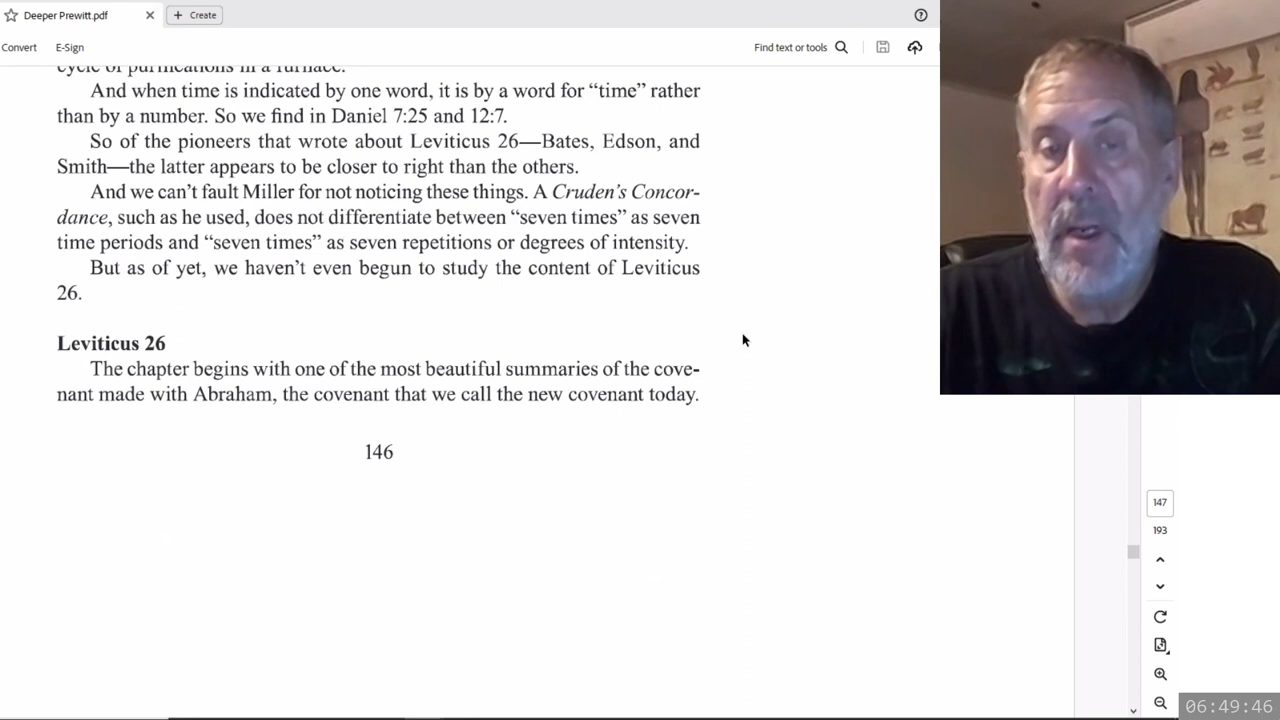 Deeper Prewitt.pdf
Create
Convert
E-Sign
Find text or tools
cycle of purifications in a furnace.
And when time is indicated by one word, it is by a word for “time” rather
than by a number. So we find in Daniel 7:25 and 12:7.
So of the pioneers that wrote about Leviticus 26—Bates, Edson, and
Smith—the latter appears to be closer to right than the others.
And we can’t fault Miller for not noticing these things. A Cruden’s Concor-
dance, such as he used, does not differentiate between “seven times” as seven
time periods and “seven times” as seven repetitions or degrees of intensity.
But as of yet, we haven’t even begun to study the content of Leviticus
26.
Leviticus 26
The chapter begins with one of the most beautiful summaries of the cove-
nant made with Abraham, the covenant that we call the new covenant today.
146
147
193
06:49:46